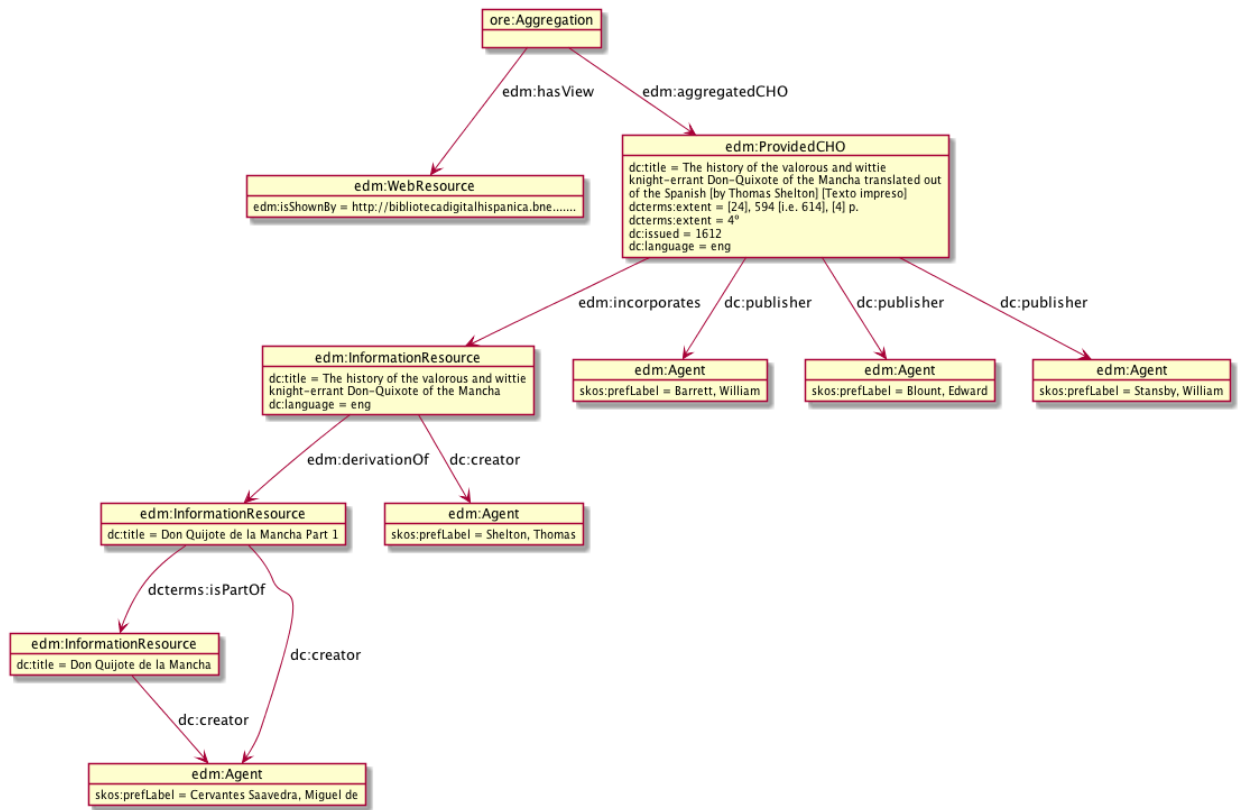 ore:Aggregation
edm:hasView
edm:aggregatedCHO
edm:ProvidedCHO
dc:title = The history of the valorous and wittie
knight-errant Don-Quixote of the Mancha translated out
of the Spanish [by Thomas Shelton] [Texto impreso]
dcterms:extent = [24], 594 [i.e. 614], [4] p.
dcterms:extent = 4º
dc:issued = 1612
dc:language = eng
edm:WebResource
edm:isShownBy = http://bibliotecadigitalhispanica.bne.......
edm:incorporates
dc:publisher
dc:publisher
dc:publisher
edm:InformationResource
dc:title = The history of the valorous and wittie
knight-errant Don-Quixote of the Mancha
dc:language = eng
edm:Agent
skos:prefLabel = Barrett, William
edm:Agent
skos:prefLabel = Blount, Edward
edm:Agent
skos:prefLabel = Stansby, William
edm:derivationOf
dc:creator
edm:InformationResource
dc:title = Don Quijote de la Mancha Part 1
edm:Agent
skos:prefLabel = Shelton, Thomas
dcterms:isPartOf
dc:creator
edm:InformationResource
dc:title = Don Quijote de la Mancha
dc:creator
edm:Agent
skos:prefLabel = Cervantes Saavedra, Miguel de